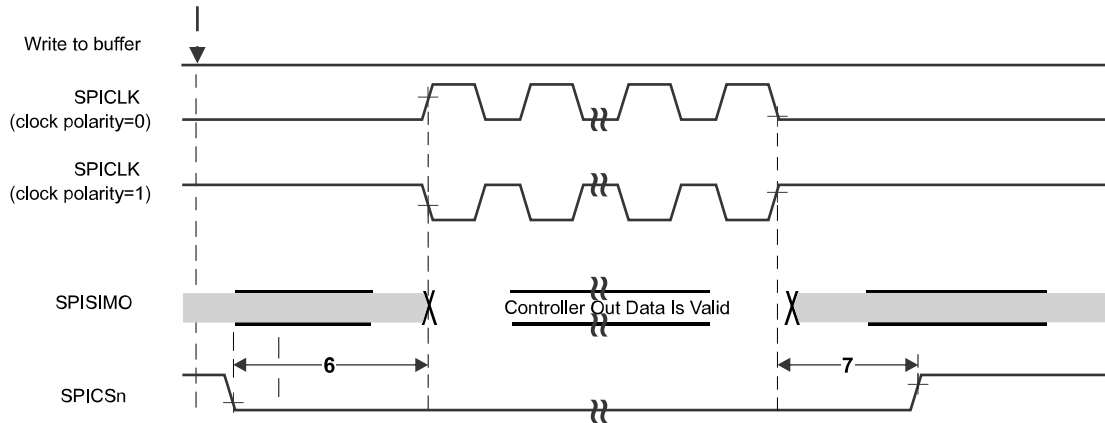 Write to buffer
SPICLK
(clock polarity=0)
SPICLK
(clock polarity=1)
SPISIMO
Controller Out Data Is Valid
6
7
SPICSn